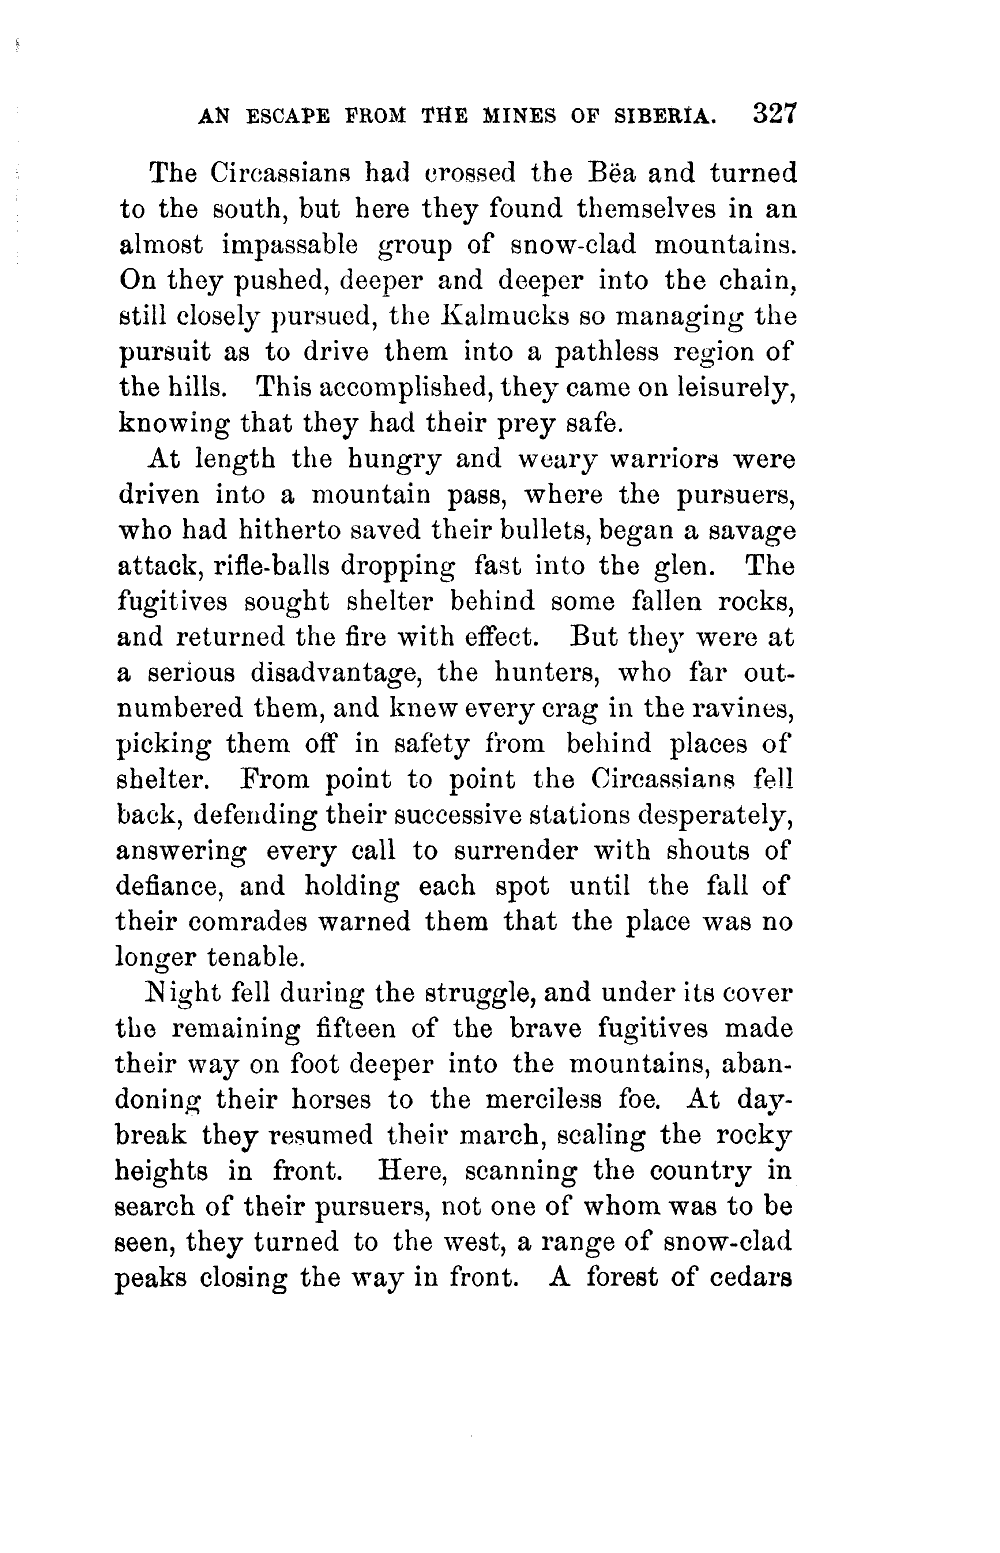 AN ESCAPE FROM THE MINES OF SIBERIA. 327
The Circassians had crossed the Bëa and turned
to the south, but here they found themselves in an
almost impassable group of snow-clad mountains.
On they pushed, deeper and deeper into the chain,
still closely pursued, the Kalmucks so managing the
pursuit as to drive them into a pathless region of
the hills. This accomplished, they came on leisurely,
knowing that they had their prey safe.
At length the hungry and weary warriors were
driven into a mountain pass, where the pursuers,
who had hitherto saved their bullets, began a savage
attack, rifle-balls dropping fast into the glen. The
fugitives sought shelter behind some fallen rocks,
and returned the fire with effect. But they were at
a serious disadvantage, the hunters, who far out-
numbered them, and knew every crag in the ravines,
picking them off in safety from behind places of
shelter. From point to point the Circassians fell
back, defending their successive stations desperately,
answering every call to surrender with shouts of
defiance, and holding each spot until the fall of
their comrades warned them that the place was no
longer tenable.
Night fell during the struggle, and under its cover
the remaining fifteen of the brave fugitives made
their way on foot deeper into the mountains, aban-
doning their horses to the merciless foe. At day-
break they resumed their march, scaling the rocky
heights in front. Here, scanning the country in
search of their pursuers, not one of whom was to be
seen, they turned to the west, a range of snow-clad
peaks closing the way in front. A forest of cedars